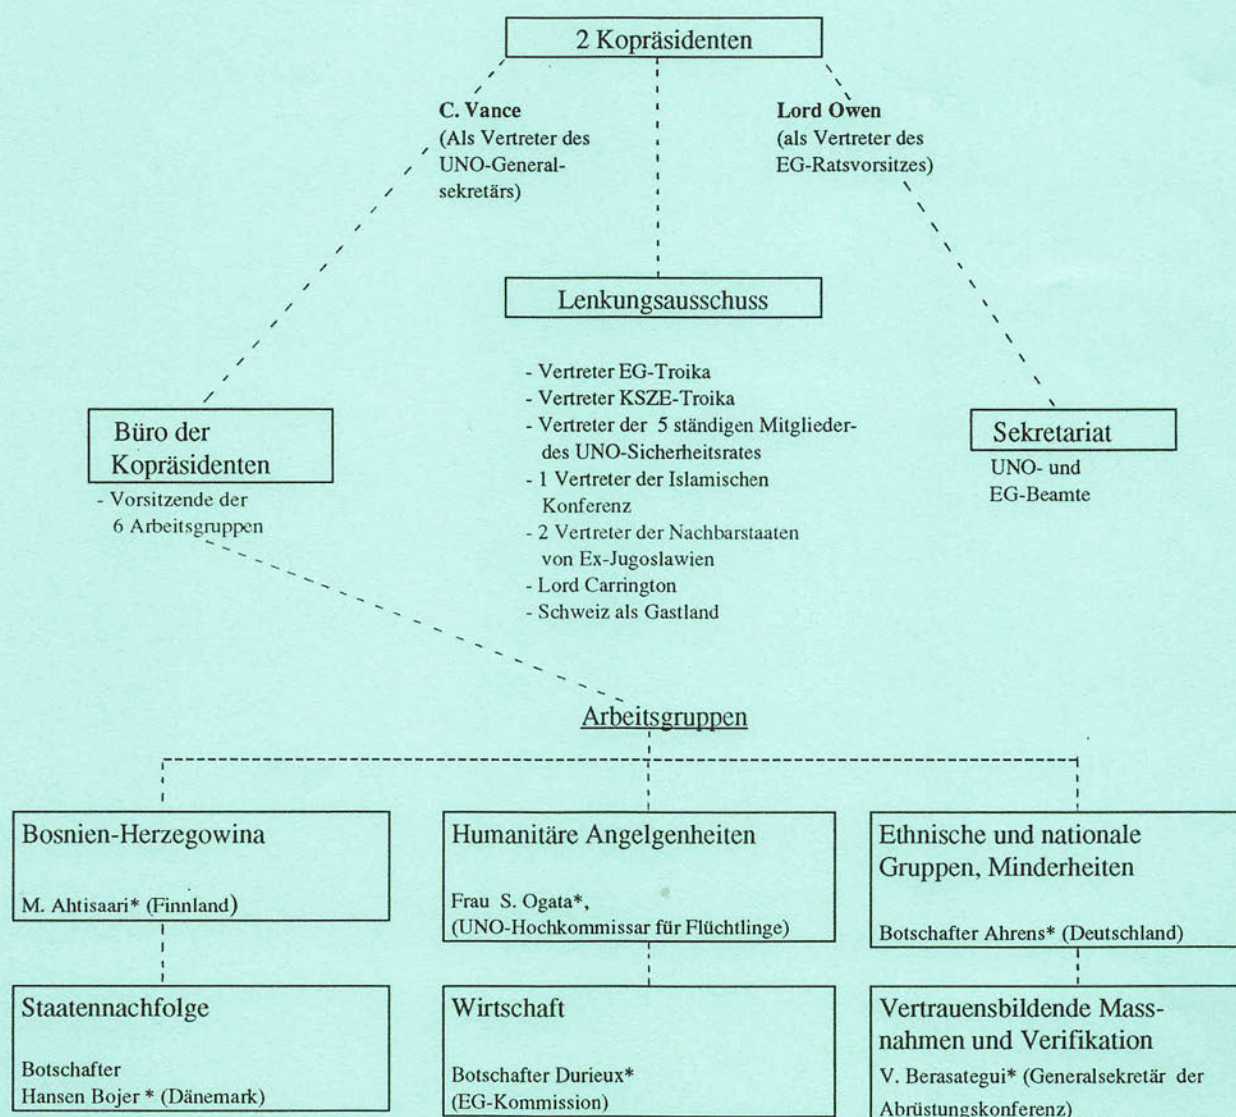 2 Kopräsidenten
C. Vance
(Als Vertreter des
UNO-General-
sekretärs)
Lord Owen
(als Vertreter des
EG-Ratsvorsitzes)
Lenkungsausschuss
- Vertreter EG-Troika
- Vertreter KSZE-Troika
- Vertreter der 5 ständigen Mitglieder-
des UNO-Sicherheitsrates
- 1 Vertreter der Islamischen
Konferenz
- 2 Vertreter der Nachbarstaaten
von Ex-Jugoslawien
- Lord Carrington
- Schweiz als Gastland
Büro der
Kopräsidenten
- Vorsitzende der
6 Arbeitsgruppen
Sekretariat
UNO- und
EG-Beamte
Arbeitsgruppen
Bosnien-Herzegowina
M. Ahtisaari* (Finnland)
Humanitäre Angelgenheiten
Frau S. Ogata*,
(UNO-Hochkommissar für Flüchtlinge)
Ethnische und nationale
Gruppen, Minderheiten
Botschafter Ahrens* (Deutschland)
Staatennachfolge
Botschafter
Hansen Bojer * (Dänemark)
Wirtschaft
Botschafter Durieux*
(EG-Kommission)
Vertrauensbildende Mass-
nahmen und Verifikation
V. Berasategui* (Generalsekretär der
Abrüstungskonferenz)